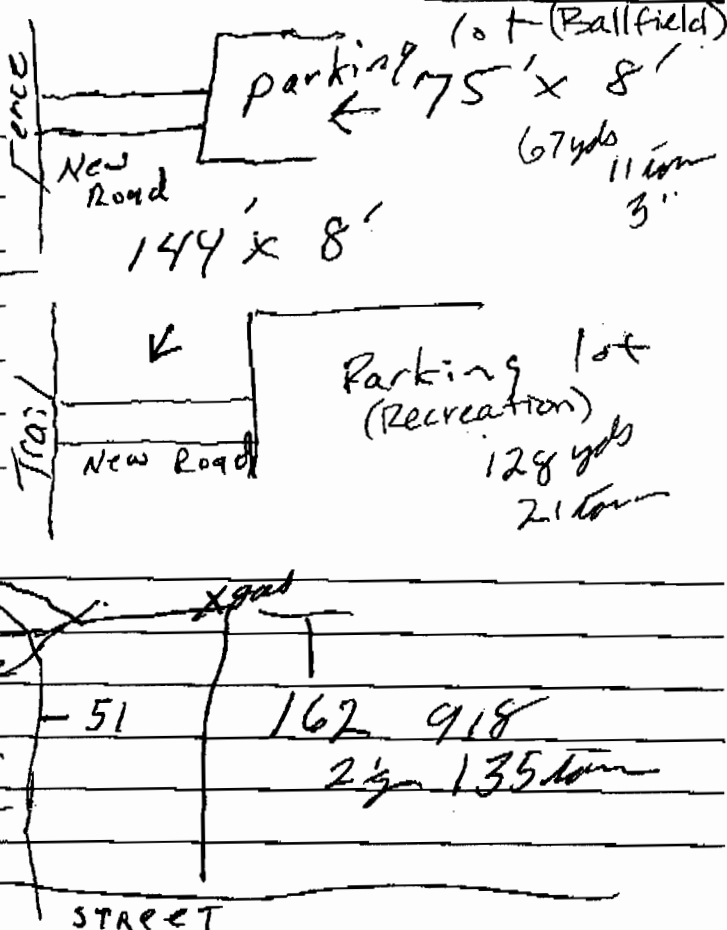 lot (Ballfield)
parking 75' x 8'
Fence
67 yds
New
Road
11 ton
3"
144' x 8'
Parking lot
(Recreation)
Trail
New Road
128 yds
21 ton
x gas
51 162 918
135 ton
STReeT